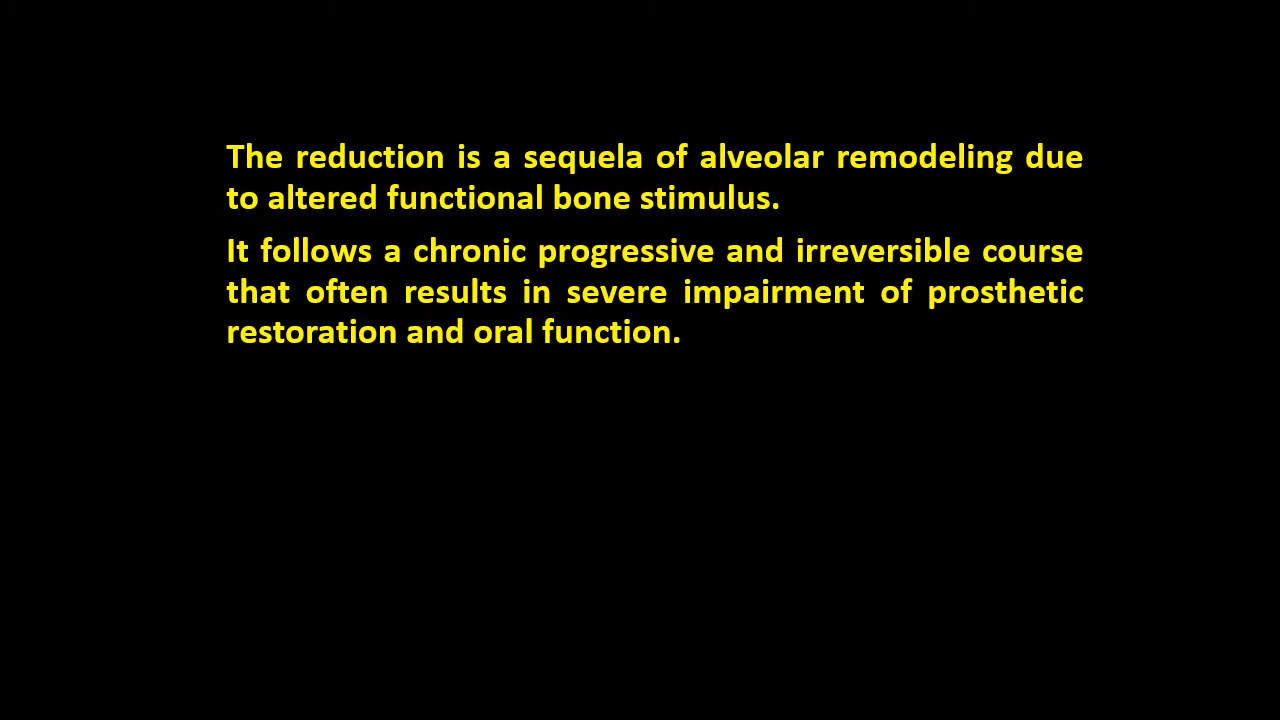 The reduction is a sequela of alveolar remodeling due
to altered functional bone stimulus.
It follows a chronic progressive and irreversible course
that often results in severe impairment of prosthetic
restoration and oral function.